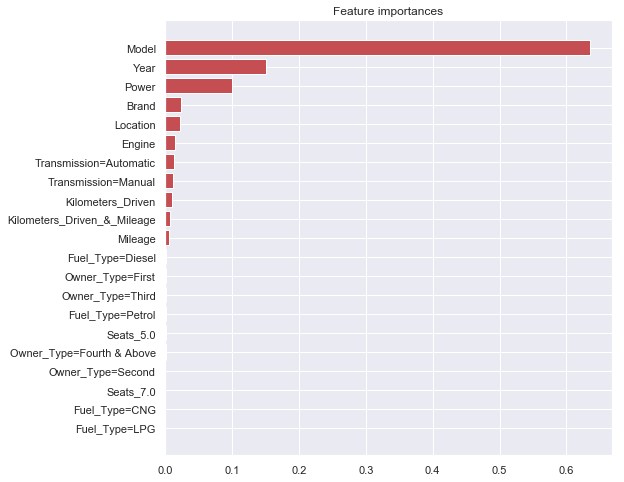 Feature importances
Model
Year
Power
Brand
Location
Engine
Transmission=Automatic
Transmission=Manual
Kilometers_Driven
Kilometers_Driven_&_Mileage
Mileage
Fuel_Type=Diesel
Owner_Type=First
Owner_Type=Third
Fuel_Type=Petrol
Seats_5.0
Owner_Type=Fourth & Above
Owner_Type=Second
Seats_7.0
Fuel_Type=CNG
Fuel_Type=LPG
0.0 0.1 0.2 0.3 0.4 0.5 0.6